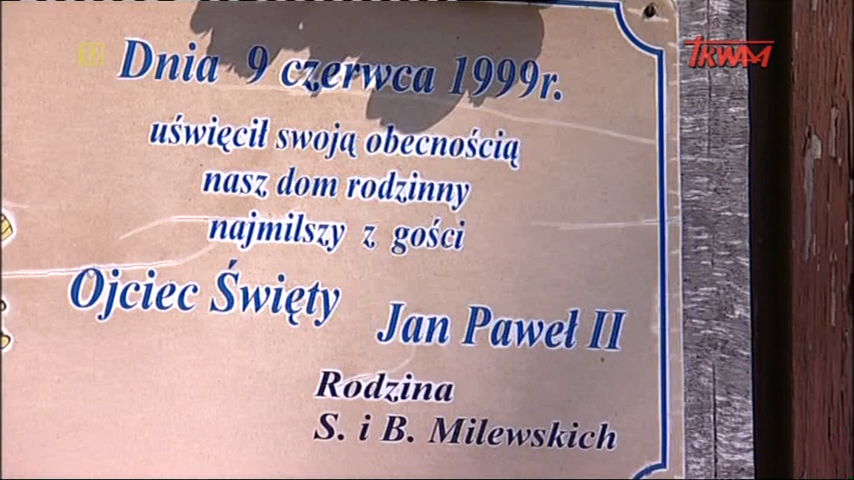 TRWAM
Dnia 9 czerwca 1999r.
uświęcił swoją obecnością
nasz dom rodzinny
najmilszy z gości
Ojciec Święty
Jan Paweł II
Rodzina
S. i B. Milewskich